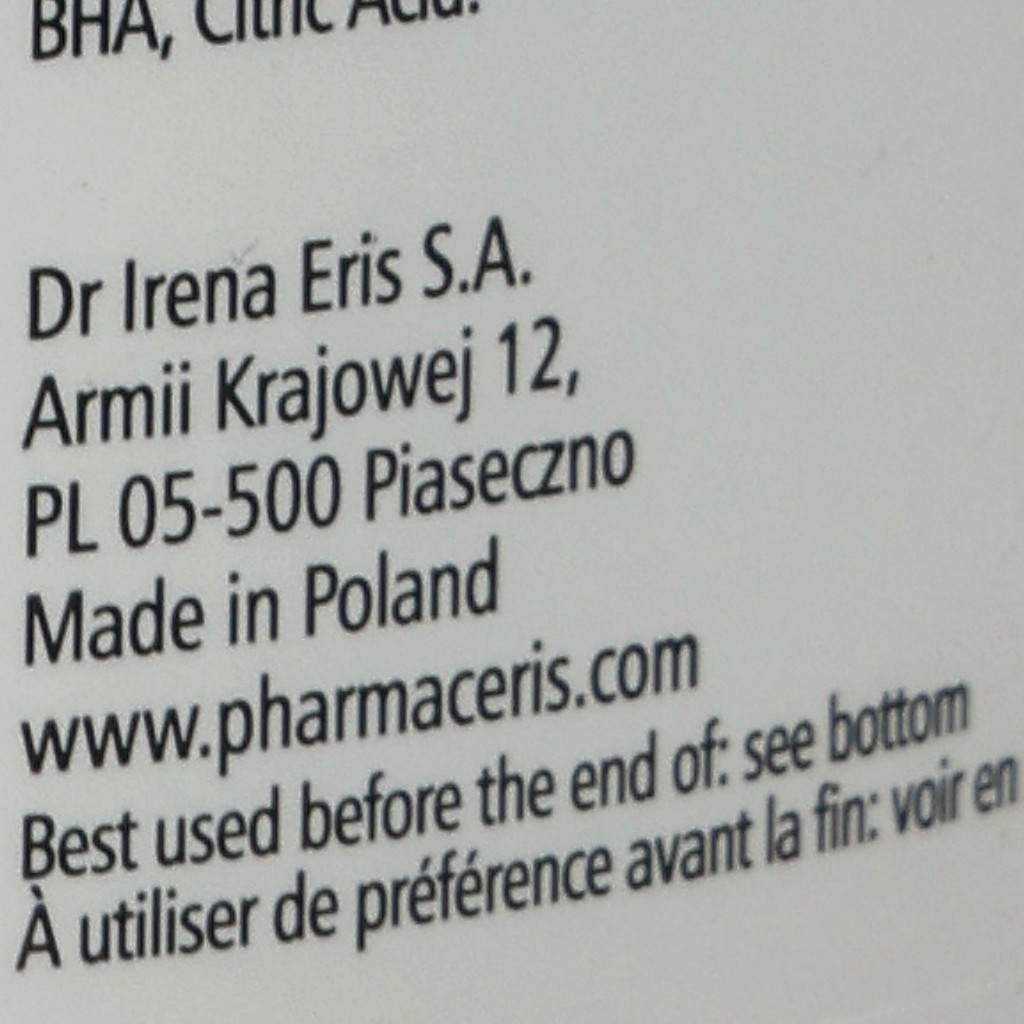 BHA, Citric Acid.
Dr Irena Eris S.A.
Armii Krajowej 12,
PL 05-500 Piaseczno
Made in Poland
www.pharmaceris.com
Best used before the end of: see bottom
À utiliser de préférence avant la fin: voir en